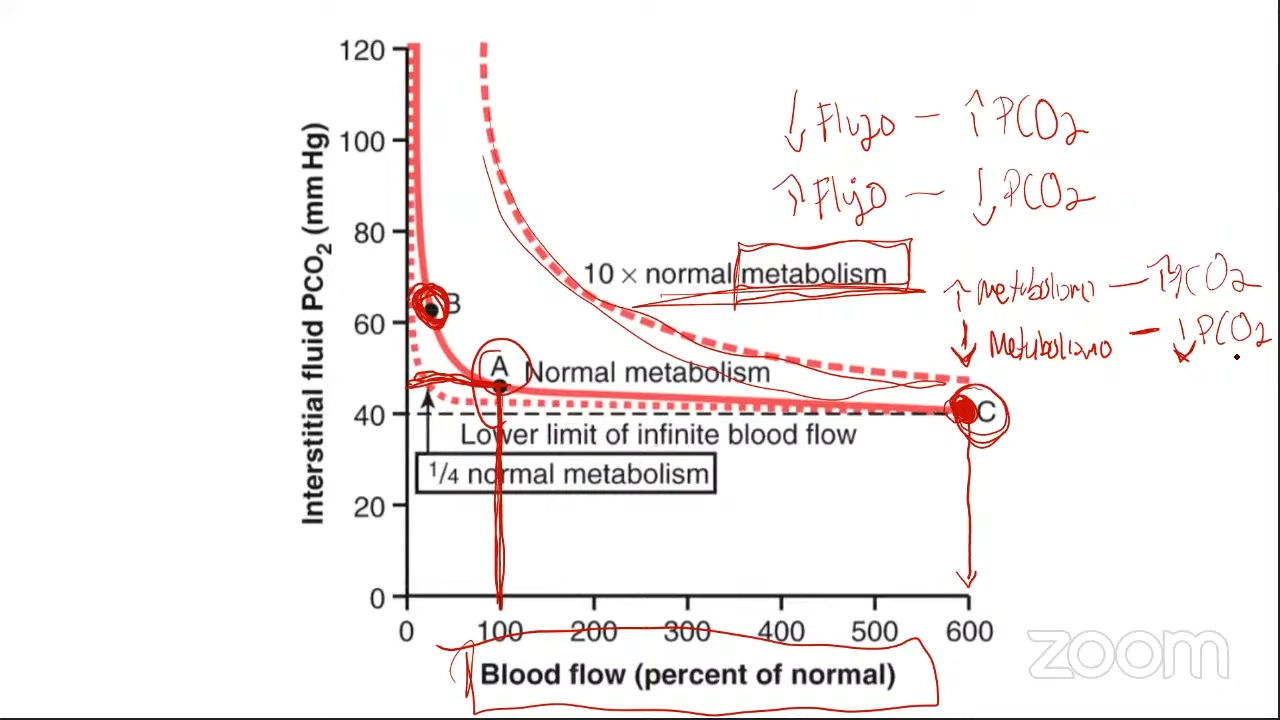 120
100
80
60
40
20
0
Interstitial fluid PCO2 (mm Hg)
↓ Flujo – ↑ PCO2
↑ Flujo – ↓ PCO2
10 × normal metabolism
↑ Metabolismo – ↑PCO2
↓ Metabolismo – ↓ PCO2
B
A
Normal metabolism
C
Lower limit of infinite blood flow
1/4 normal metabolism
0 100 200 300 400 500 600
↑ Blood flow (percent of normal)
zoom